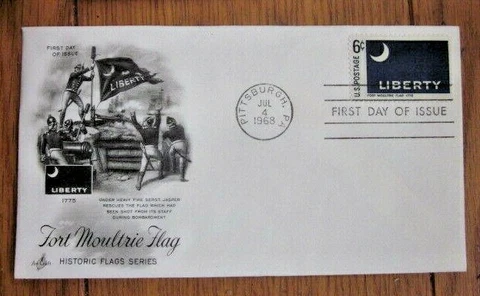 FIRST DAY
OF ISSUE
LIBERTY
LIBERTY
1775
UNDER HEAVY FIRE SERGT. JASPER
RESCUES THE FLAG WHICH HAD
BEEN SHOT FROM ITS STAFF
DURING BOMBARDMENT.
Fort Moultrie Flag
ArtCraft
HISTORIC FLAGS SERIES
PITTSBURGH, PA
JUL
4
1968
6¢
U.S. POSTAGE
LIBERTY
FORT MOULTRIE FLAG 1776
FIRST DAY OF ISSUE